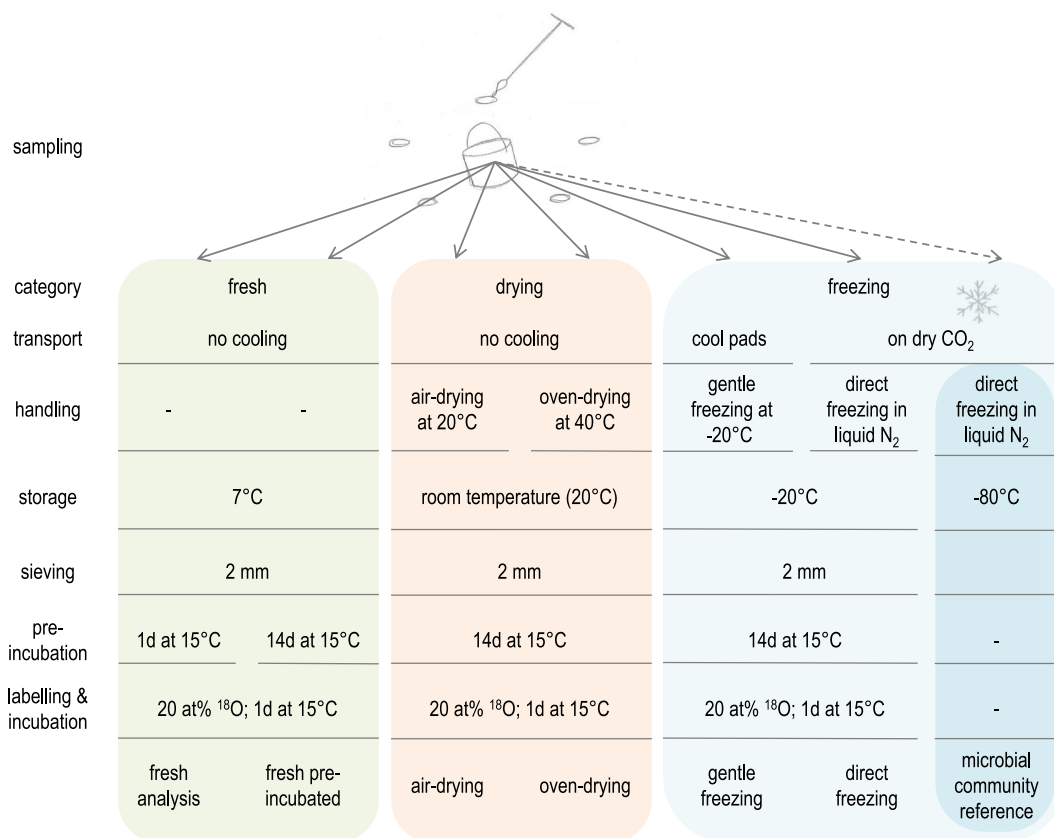 sampling
category fresh drying freezing
transport no cooling no cooling cool pads on dry CO₂
handling - - air-drying at 20°C oven-drying at 40°C gentle freezing at -20°C direct freezing in liquid N₂ direct freezing in liquid N₂
storage 7°C room temperature (20°C) -20°C -80°C
sieving 2 mm 2 mm 2 mm
pre-incubation 1d at 15°C 14d at 15°C 14d at 15°C 14d at 15°C -
labelling & incubation 20 at% ¹⁸O; 1d at 15°C 20 at% ¹⁸O; 1d at 15°C 20 at% ¹⁸O; 1d at 15°C -
fresh analysis fresh pre-incubated air-drying oven-drying gentle freezing direct freezing microbial community reference